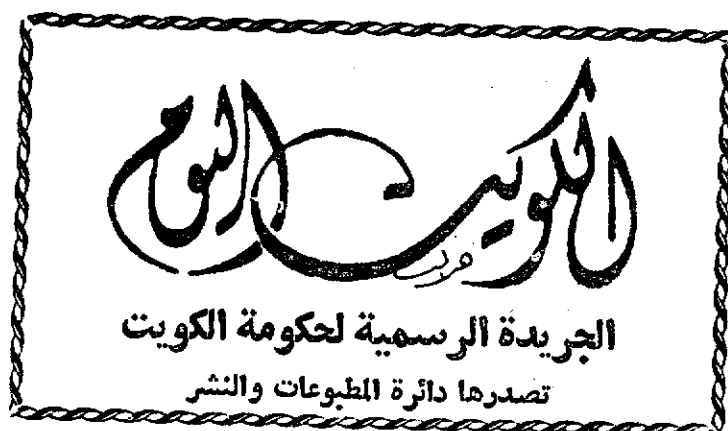 الكويت اليوم
الجريدة الرسمية لحكومة الكويت
تصدرها دائرة المطبوعات والنشر